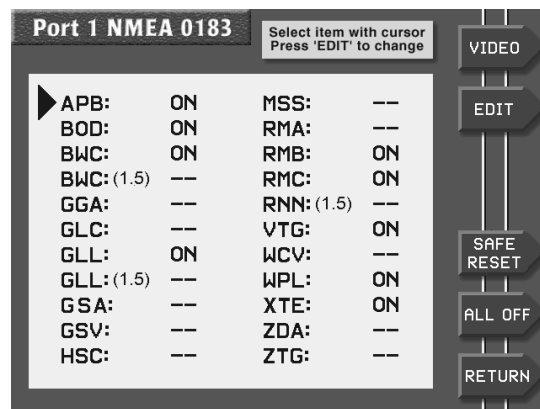 Port 1 NMEA 0183
Select item with cursor
Press 'EDIT' to change
APB: ON
BOD: ON
BWC: ON
BWC: (1.5) --
GGA: --
GLC: --
GLL: ON
GLL: (1.5) --
GSA: --
GSV: --
HSC: --
MSS: --
RMA: --
RMB: ON
RMC: ON
RNN: (1.5) --
VTG: ON
WCV: --
WPL: ON
XTE: ON
ZDA: --
ZTG: --
VIDEO
EDIT
SAFE
RESET
ALL OFF
RETURN